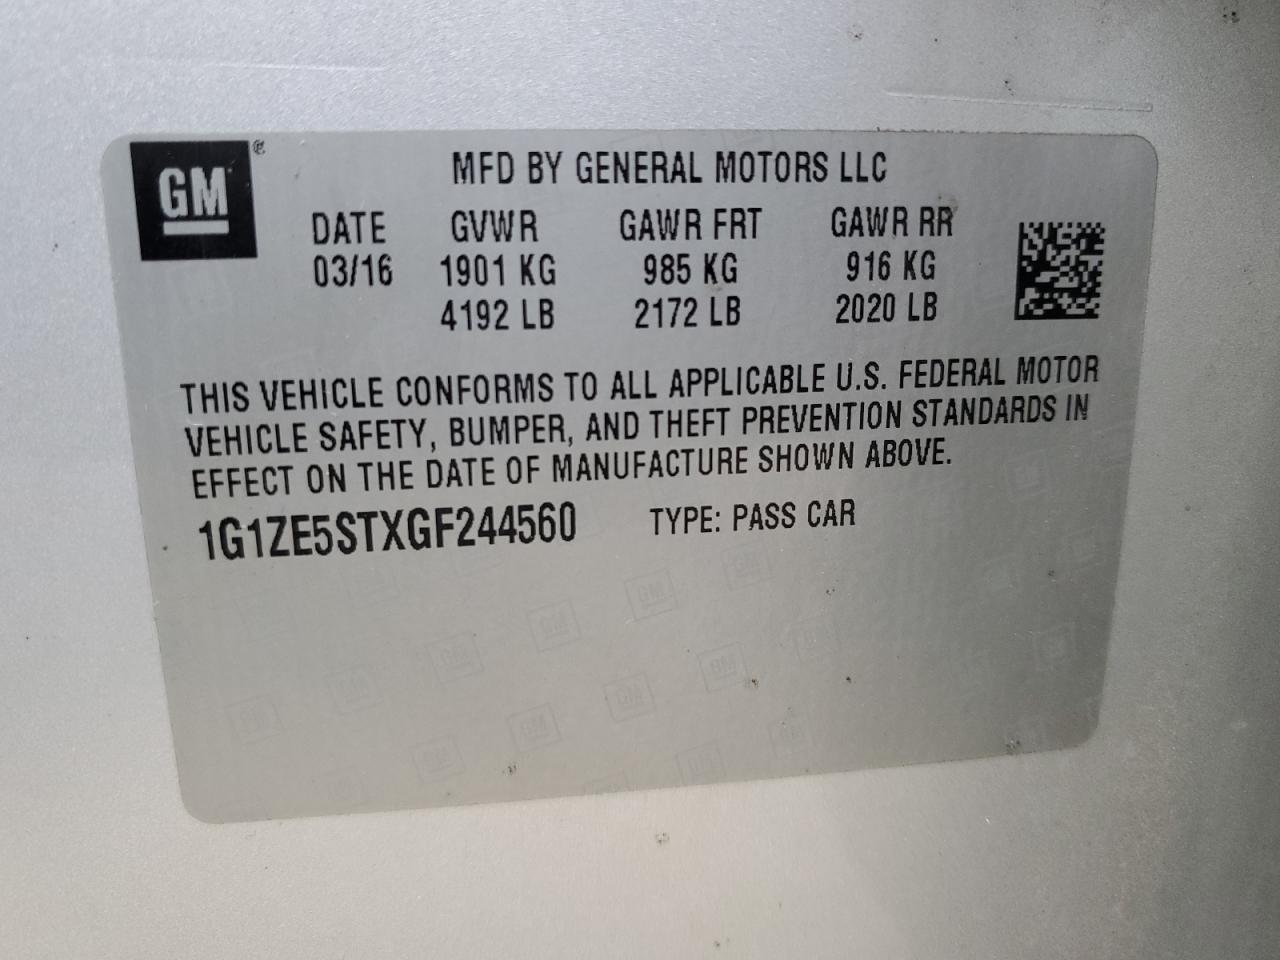 GM
MFD BY GENERAL MOTORS LLC
DATE GVWR GAWR FRT GAWR RR
03/16 1901 KG 985 KG 916 KG
4192 LB 2172 LB 2020 LB
THIS VEHICLE CONFORMS TO ALL APPLICABLE U.S. FEDERAL MOTOR
VEHICLE SAFETY, BUMPER, AND THEFT PREVENTION STANDARDS IN
EFFECT ON THE DATE OF MANUFACTURE SHOWN ABOVE.
1G1ZE5STXGF244560 TYPE: PASS CAR